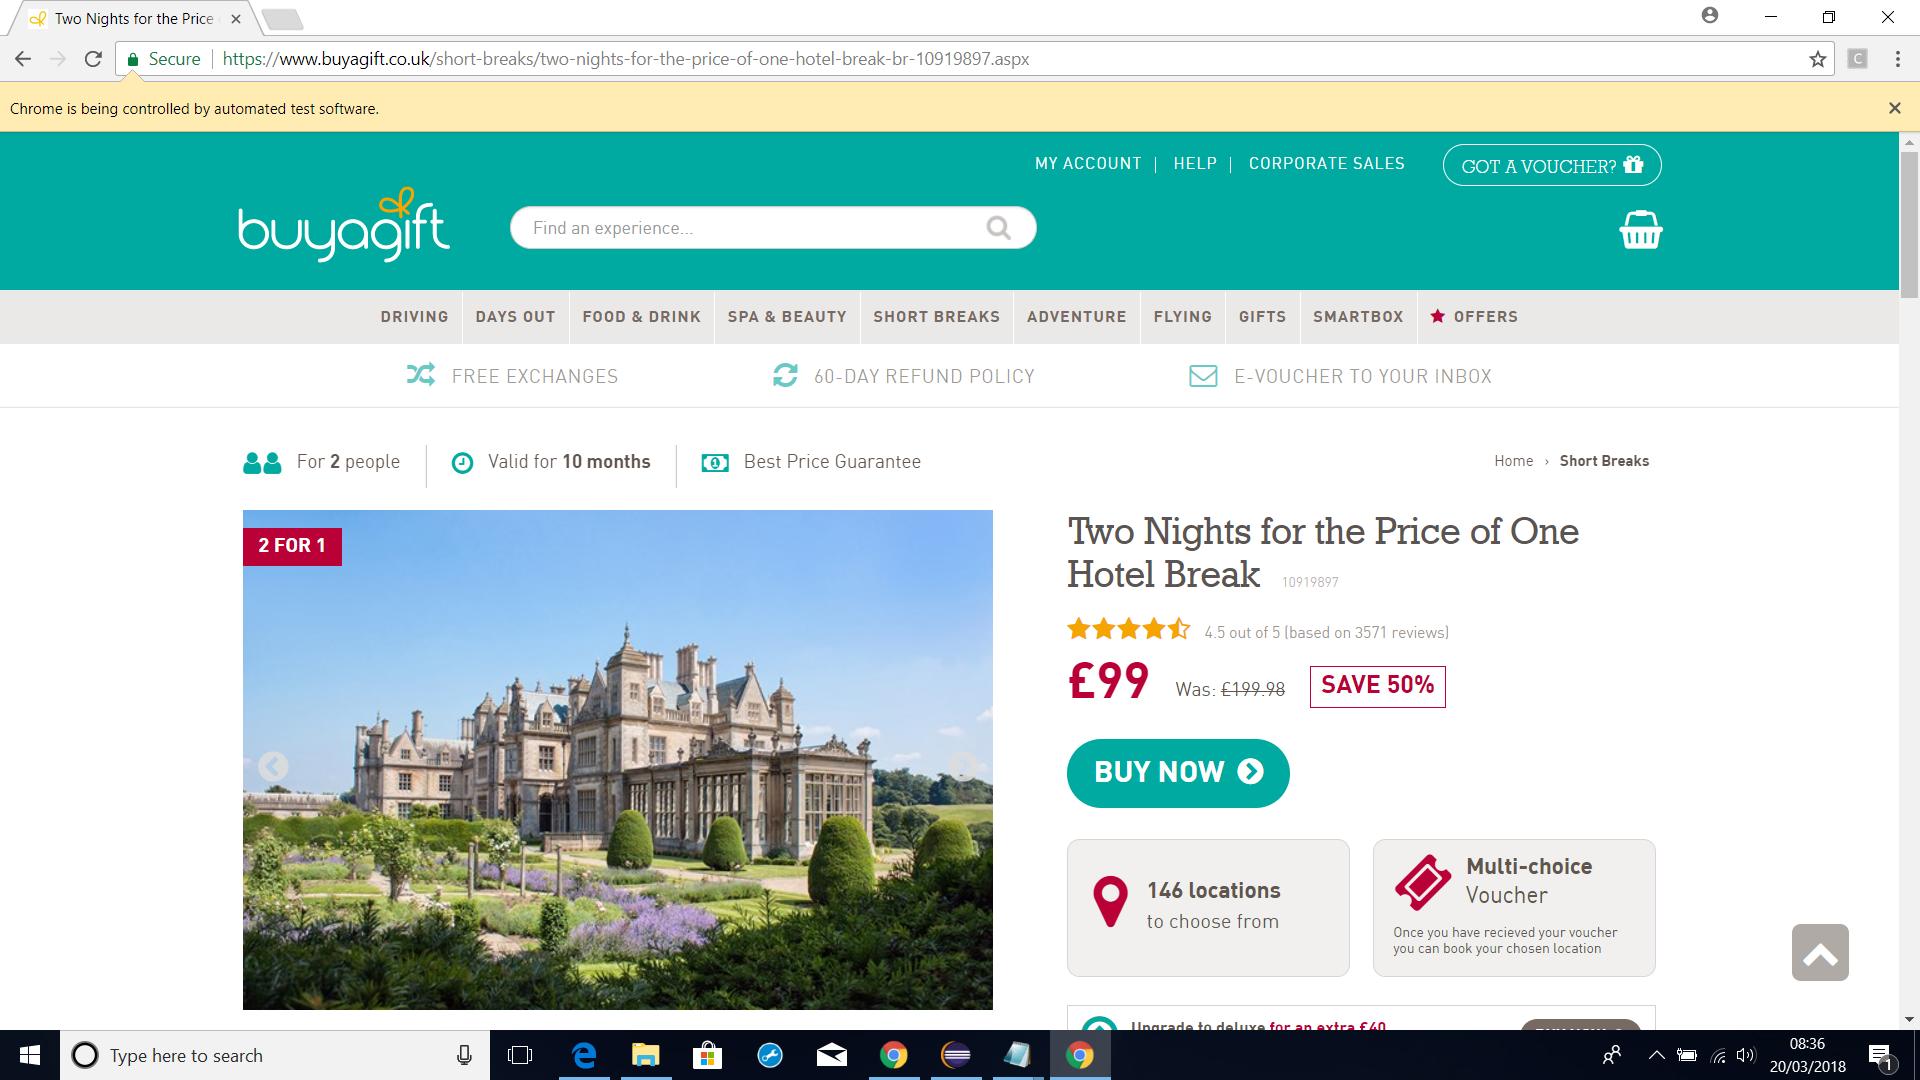 Two Nights for the Price
Secure
https://www.buyagift.co.uk/short-breaks/two-nights-for-the-price-of-one-hotel-break-br-10919897.aspx
C
Chrome is being controlled by automated test software.
MY ACCOUNT | HELP | CORPORATE SALES
GOT A VOUCHER?
buyagift
Find an experience...
DRIVING
DAYS OUT
FOOD & DRINK
SPA & BEAUTY
SHORT BREAKS
ADVENTURE
FLYING
GIFTS
SMARTBOX
OFFERS
FREE EXCHANGES
60-DAY REFUND POLICY
E-VOUCHER TO YOUR INBOX
For 2 people
Valid for 10 months
Best Price Guarantee
Home › Short Breaks
2 FOR 1
Two Nights for the Price of One
Hotel Break 10919897
4.5 out of 5 (based on 3571 reviews)
£99 Was: £199.98 SAVE 50%
BUY NOW
146 locations
to choose from
Multi-choice
Voucher
Once you have recieved your voucher
you can book your chosen location
Upgrade to deluxe for an extra £40
Type here to search
08:36
20/03/2018
1